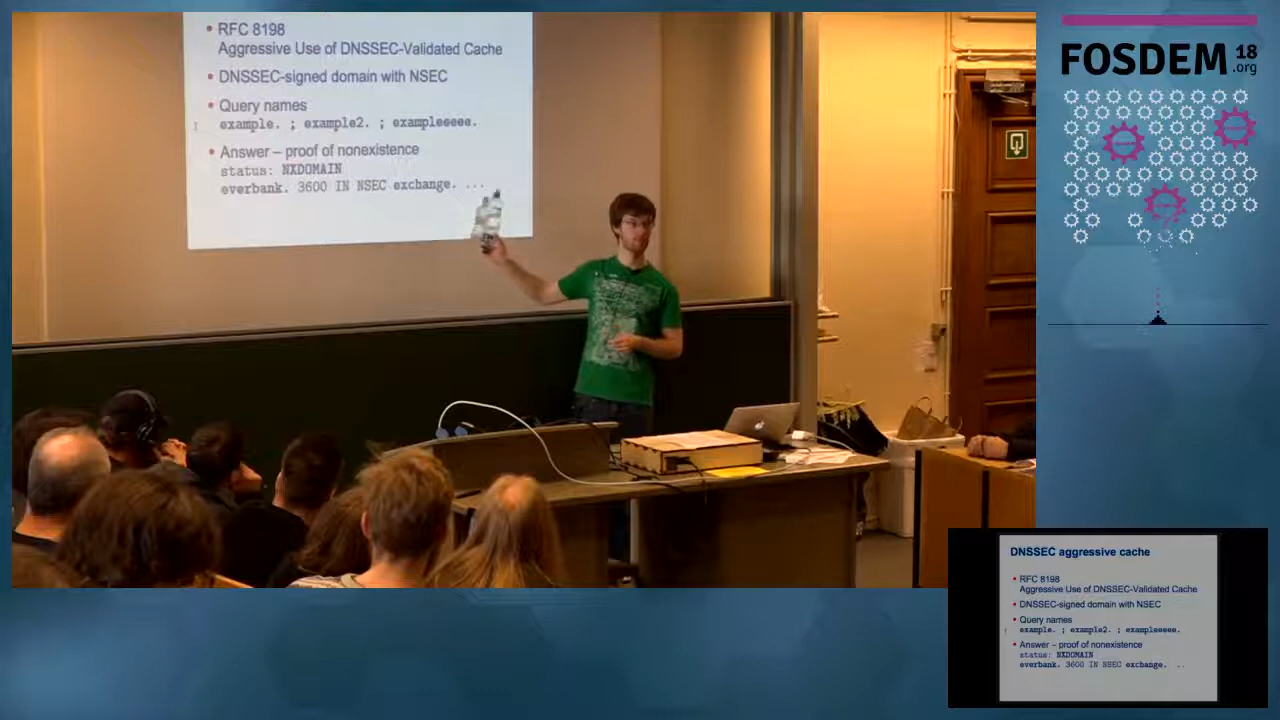 RFC 8198
Aggressive Use of DNSSEC-Validated Cache
DNSSEC-signed domain with NSEC
Query names
example. ; example2. ; exampleeeee.
Answer – proof of nonexistence
status: NXDOMAIN
everbank. 3600 IN NSEC exchange. ...
FOSDEM 18
.org
DNSSEC aggressive cache
RFC 8198
Aggressive Use of DNSSEC-Validated Cache
DNSSEC-signed domain with NSEC
Query names
example. ; example2. ; exampleeeee.
Answer – proof of nonexistence
status: NXDOMAIN
everbank. 3600 IN NSEC exchange. ..